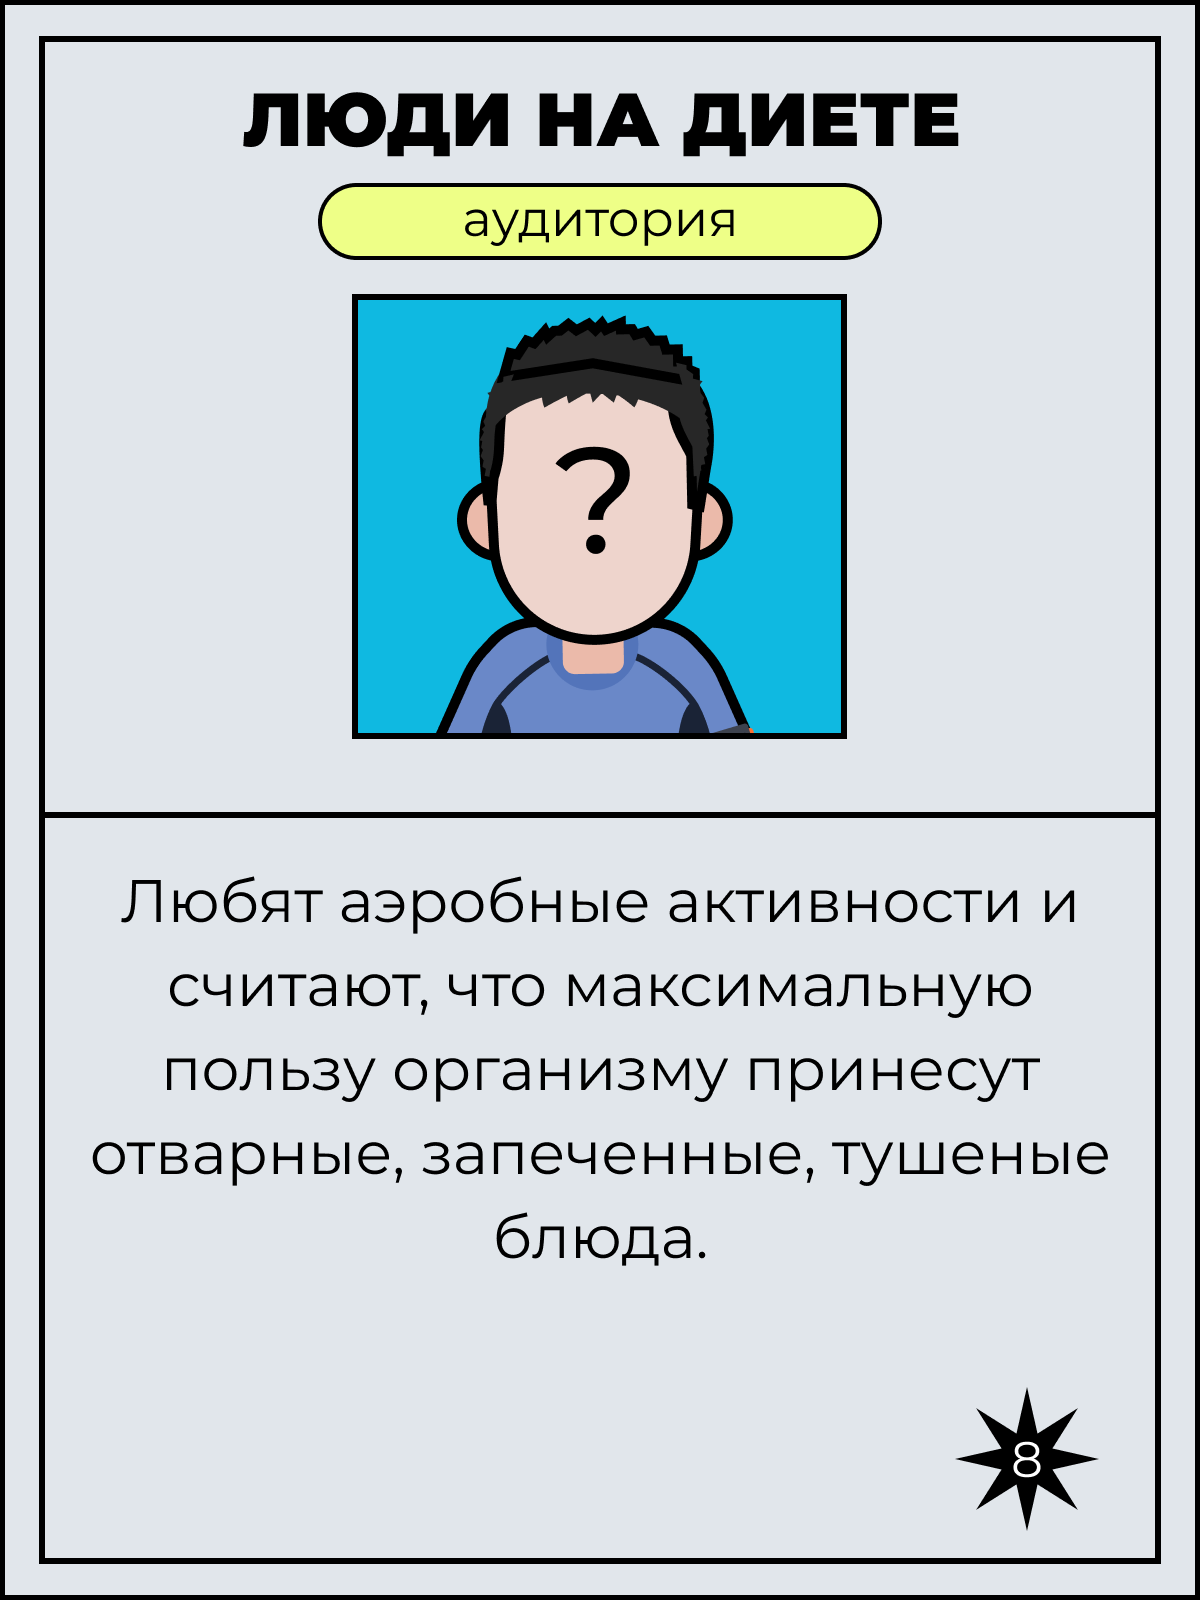 ЛЮДИ НА ДИЕТЕ
аудитория
?
Любят аэробные активности и
считают, что максимальную
пользу организму принесут
отварные, запеченные, тушеные
блюда.
8